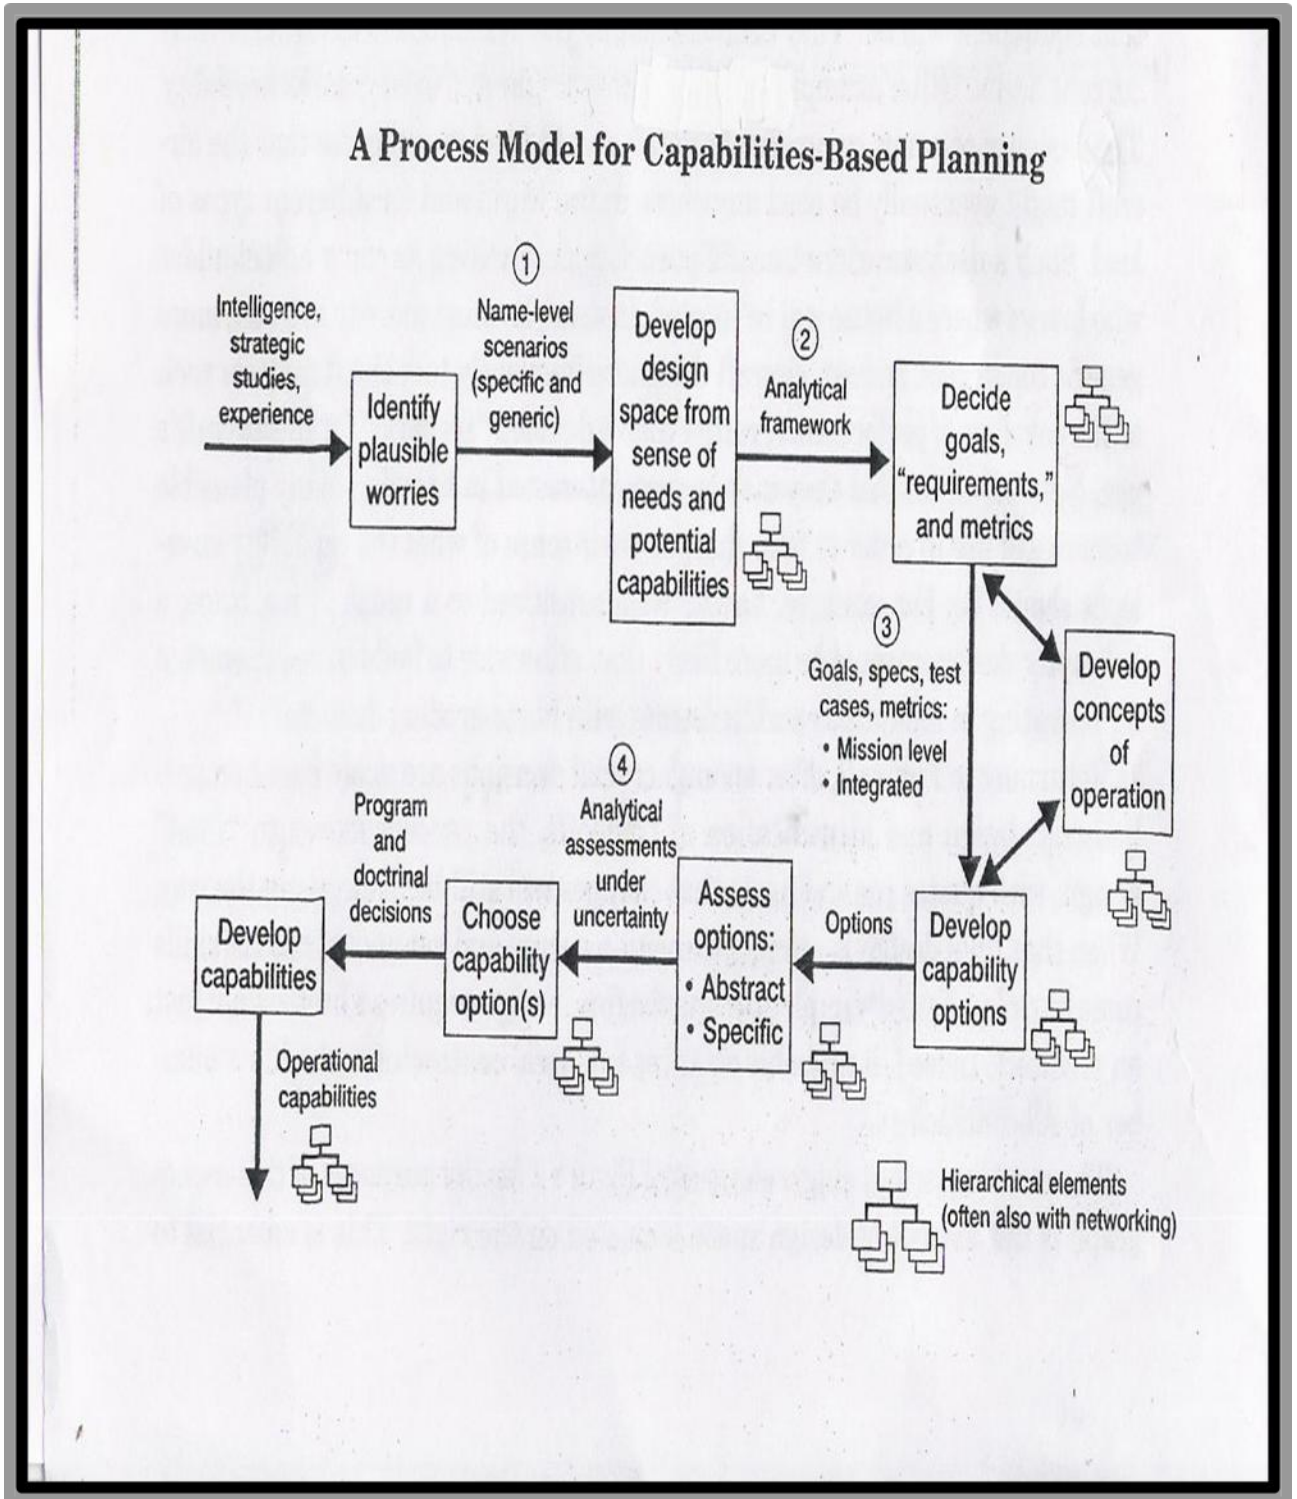 A Process Model for Capabilities-Based Planning
1
Intelligence,
strategic
studies,
experience
Name-level
scenarios
(specific and
generic)
Identify
plausible
worries
Develop
design
space from
sense of
needs and
potential
capabilities
2
Analytical
framework
Decide
goals,
“requirements,”
and metrics
3
Goals, specs, test
cases, metrics:
• Mission level
• Integrated
Develop
concepts
of
operation
4
Program
and
doctrinal
decisions
Analytical
assessments
under
uncertainty
Develop
capabilities
Choose
capability
option(s)
Assess
options:
• Abstract
• Specific
Options
Develop
capability
options
Operational
capabilities
Hierarchical elements
(often also with networking)